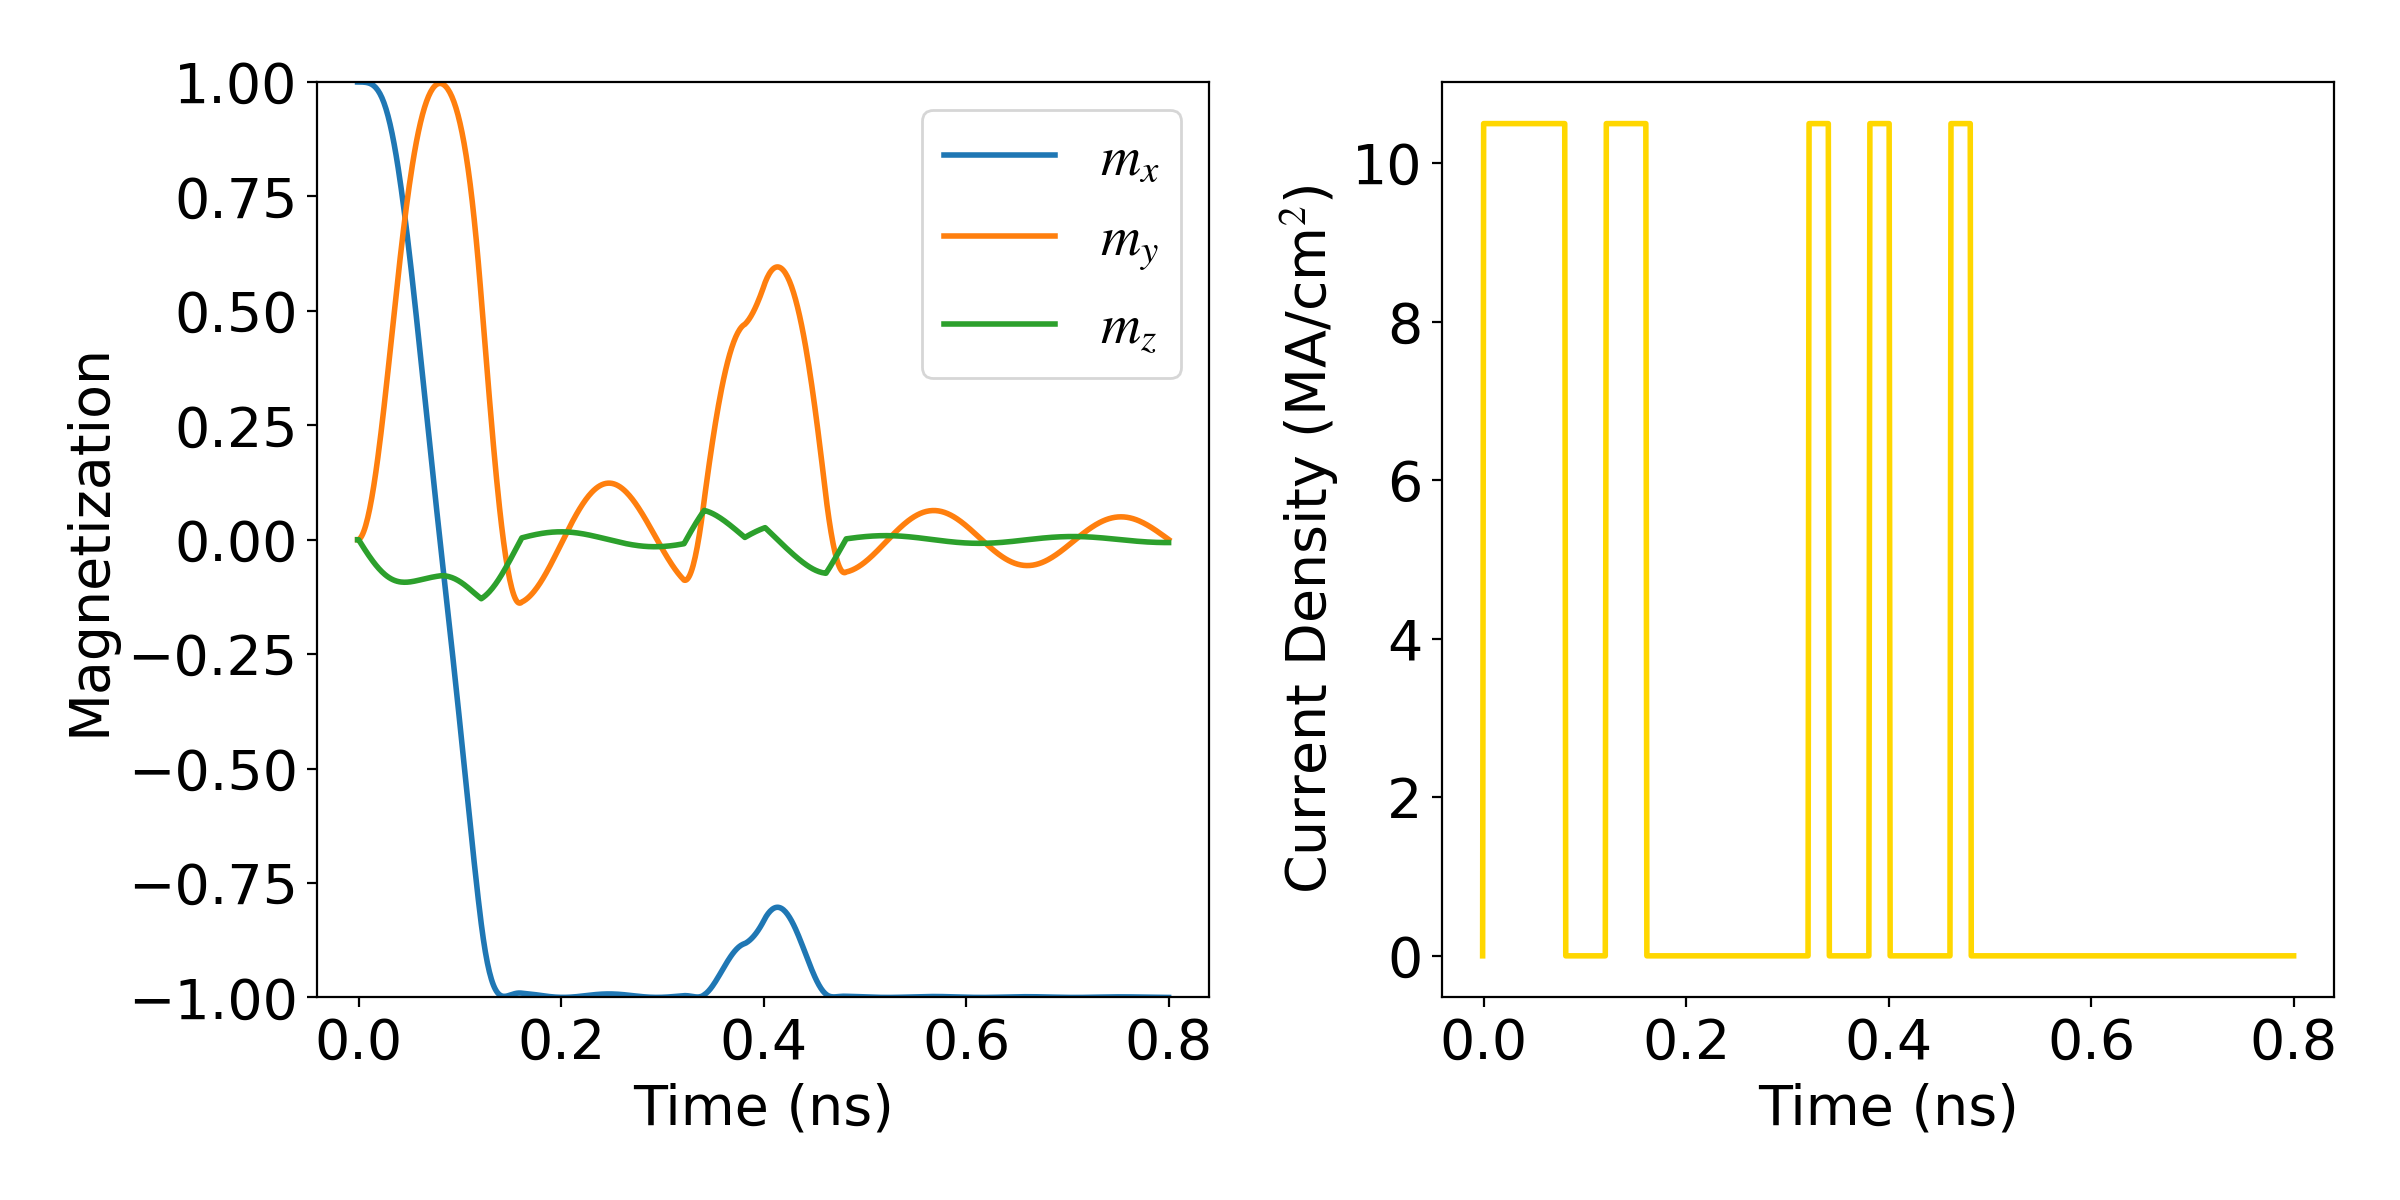 Magnetization
1.00
0.75
0.50
0.25
0.00
−0.25
−0.50
−0.75
−1.00
0.0 0.2 0.4 0.6 0.8
Time (ns)
m_x
m_y
m_z
Current Density (MA/cm²)
10
8
6
4
2
0
0.0 0.2 0.4 0.6 0.8
Time (ns)